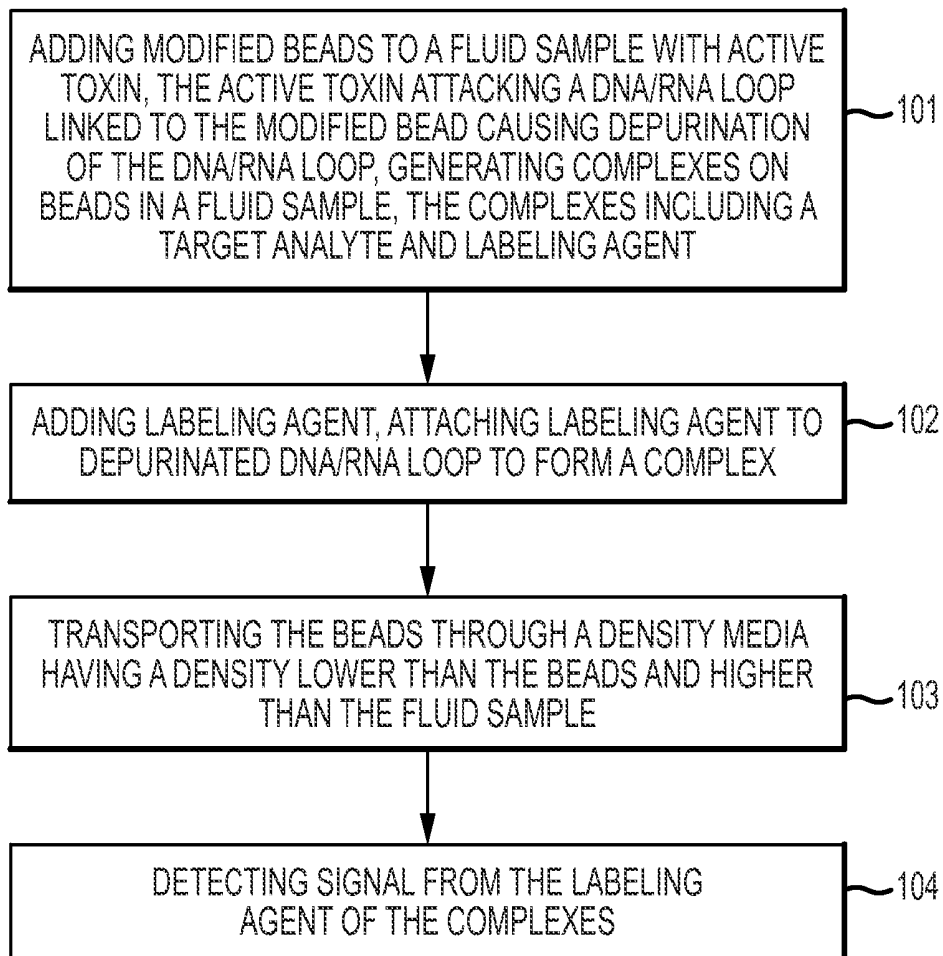 ADDING MODIFIED BEADS TO A FLUID SAMPLE WITH ACTIVE
TOXIN, THE ACTIVE TOXIN ATTACKING A DNA/RNA LOOP
LINKED TO THE MODIFIED BEAD CAUSING DEPURINATION
OF THE DNA/RNA LOOP, GENERATING COMPLEXES ON
BEADS IN A FLUID SAMPLE, THE COMPLEXES INCLUDING A
TARGET ANALYTE AND LABELING AGENT
101
ADDING LABELING AGENT, ATTACHING LABELING AGENT TO
DEPURINATED DNA/RNA LOOP TO FORM A COMPLEX
102
TRANSPORTING THE BEADS THROUGH A DENSITY MEDIA
HAVING A DENSITY LOWER THAN THE BEADS AND HIGHER
THAN THE FLUID SAMPLE
103
DETECTING SIGNAL FROM THE LABELING
AGENT OF THE COMPLEXES
104